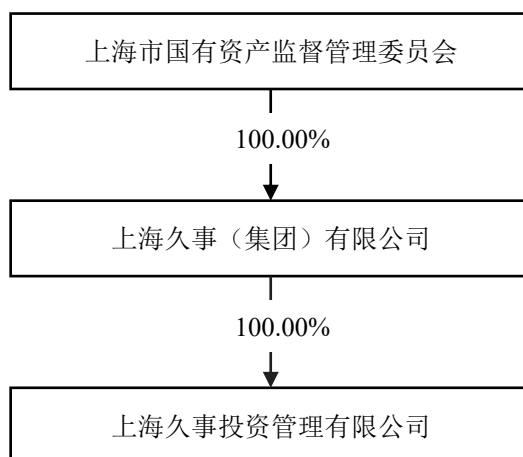 上海市国有资产监督管理委员会
100.00%
上海久事（集团）有限公司
100.00%
上海久事投资管理有限公司